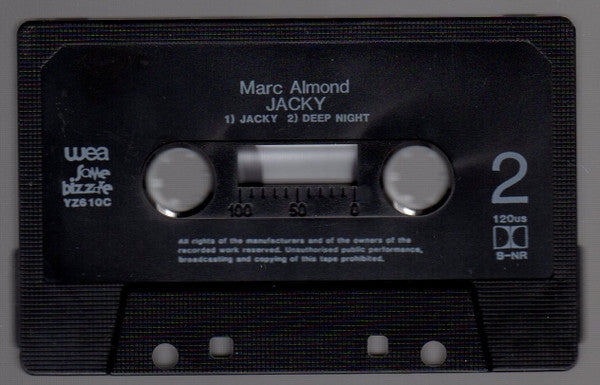 Marc Almond
JACKY
1) JACKY 2) DEEP NIGHT
wea
Some
bizzare
YZ610C
100 50 0
2
120us
B-NR
All rights of the manufacturers and of the owners of the
recorded work reserved. Unauthorised public performance,
broadcasting and copying of this tape prohibited.